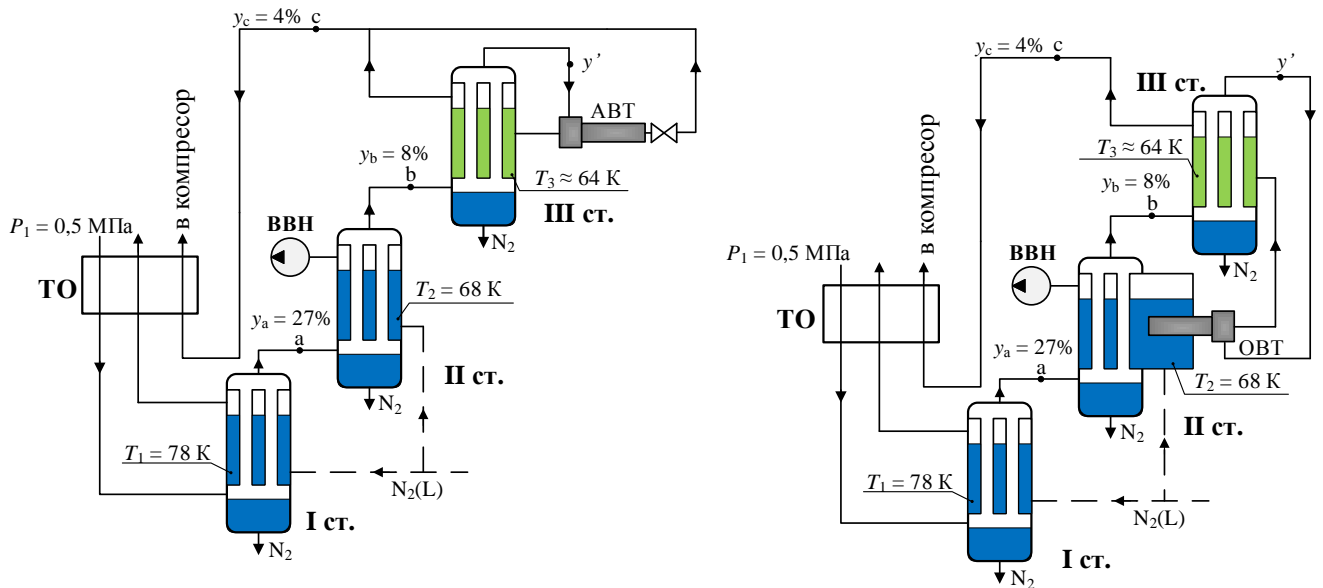 y_c = 4% c
y'
АВТ
в компресор
y_b = 8%
b
T_3 ≈ 64 К
III ст.
N_2
ВВН
P_1 = 0,5 МПа
ТО
T_2 = 68 К
y_a = 27%
a
II ст.
N_2
T_1 = 78 К
N_2(L)
I ст.
N_2
y_c = 4% c
y'
III ст.
в компресор
T_3 ≈ 64 К
y_b = 8%
b
N_2
ВВН
P_1 = 0,5 МПа
ТО
ОВТ
y_a = 27%
a
T_2 = 68 К
N_2
II ст.
T_1 = 78 К
N_2(L)
I ст.
N_2